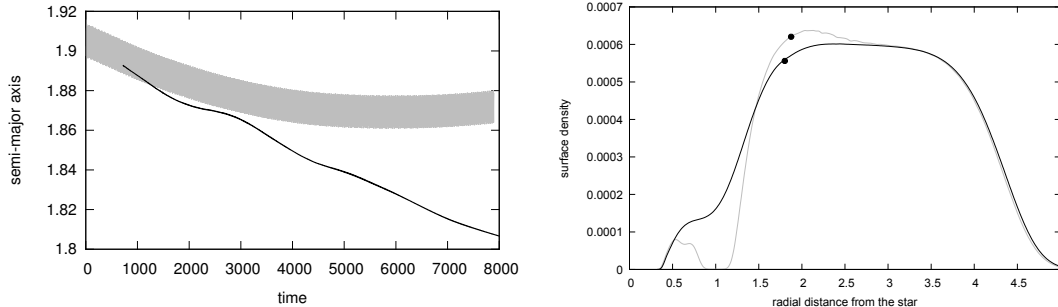 1.92
1.9
1.88
1.86
1.84
1.82
1.8
semi-major axis
0 1000 2000 3000 4000 5000 6000 7000 8000
time
0.0007
0.0006
0.0005
0.0004
0.0003
0.0002
0.0001
0
surface density
0 0.5 1 1.5 2 2.5 3 3.5 4 4.5
radial distance from the star